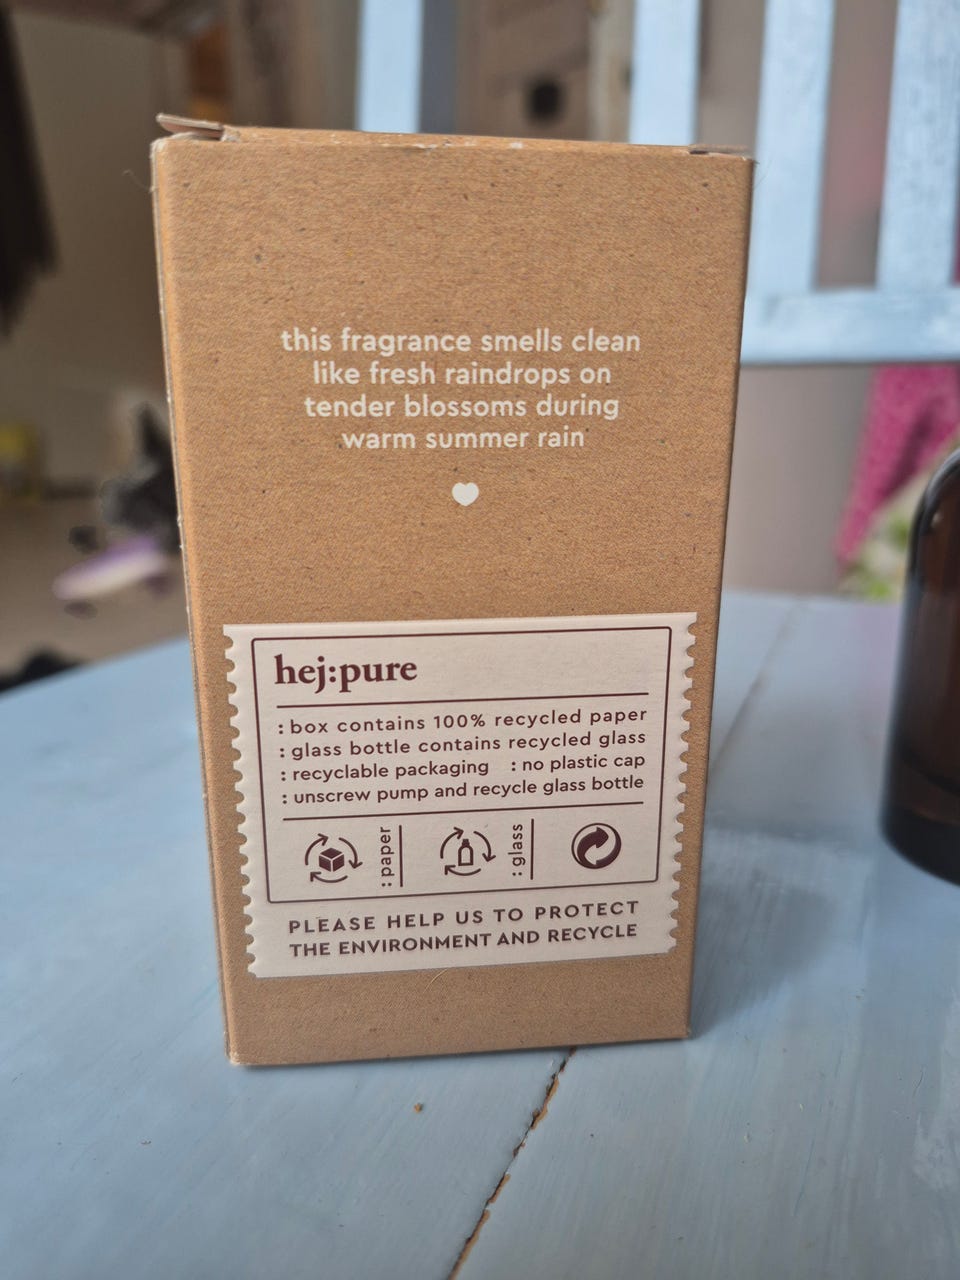 this fragrance smells clean
like fresh raindrops on
tender blossoms during
warm summer rain
hej:pure
: box contains 100% recycled paper
: glass bottle contains recycled glass
: recyclable packaging : no plastic cap
: unscrew pump and recycle glass bottle
: paper
: glass
PLEASE HELP US TO PROTECT
THE ENVIRONMENT AND RECYCLE